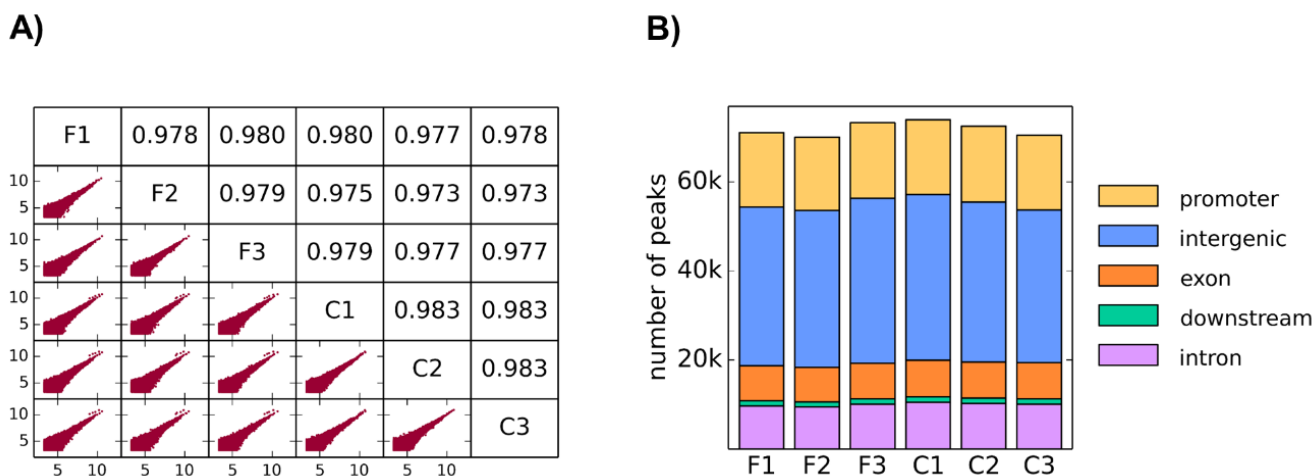 A)
B)
F1 0.978 0.980 0.980 0.977 0.978
10
5
F2 0.979 0.975 0.973 0.973
10
5
F3 0.979 0.977 0.977
10
5
C1 0.983 0.983
10
5
C2 0.983
10
5
C3
5 10 5 10 5 10 5 10 5 10
number of peaks
60k
40k
20k
F1 F2 F3 C1 C2 C3
promoter
intergenic
exon
downstream
intron